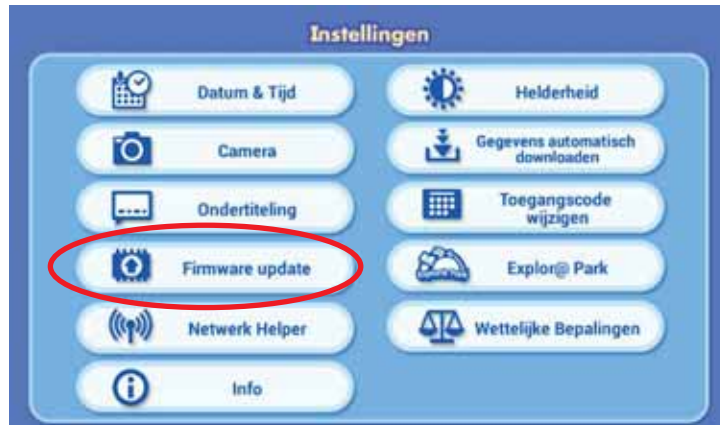 Instellingen
Datum & Tijd
Helderheid
Camera
Gegevens automatisch
downloaden
Ondertiteling
Toegangscode
wijzigen
Firmware update
Explor@ Park
Netwerk Helper
Wettelijke Bepalingen
Info